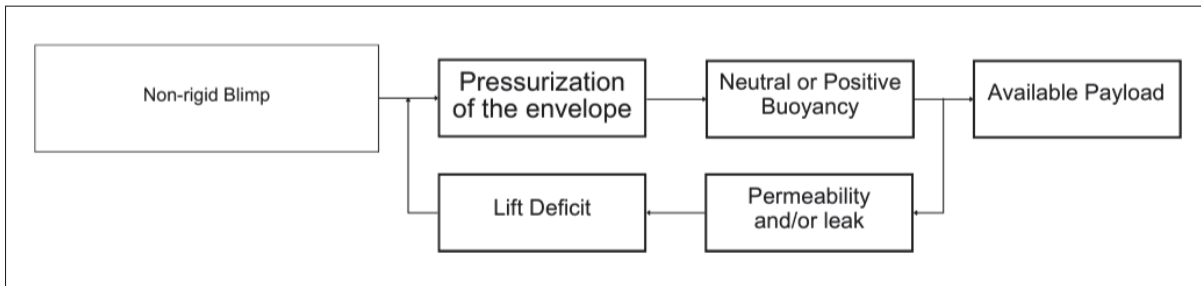 Non-rigid Blimp
Pressurization
of the envelope
Neutral or Positive
Buoyancy
Available Payload
Lift Deficit
Permeability
and/or leak